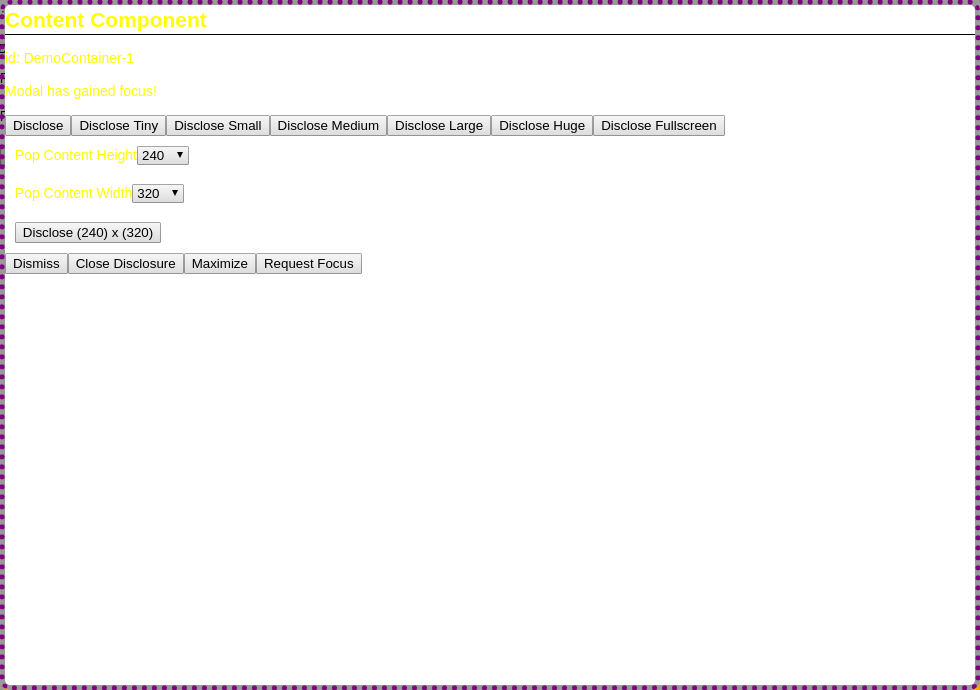 Content Component
id: DemoContainer-1
Modal has gained focus!
Disclose Disclose Tiny Disclose Small Disclose Medium Disclose Large Disclose Huge Disclose Fullscreen
Pop Content Height 240
Pop Content Width 320
Disclose (240) x (320)
Dismiss Close Disclosure Maximize Request Focus